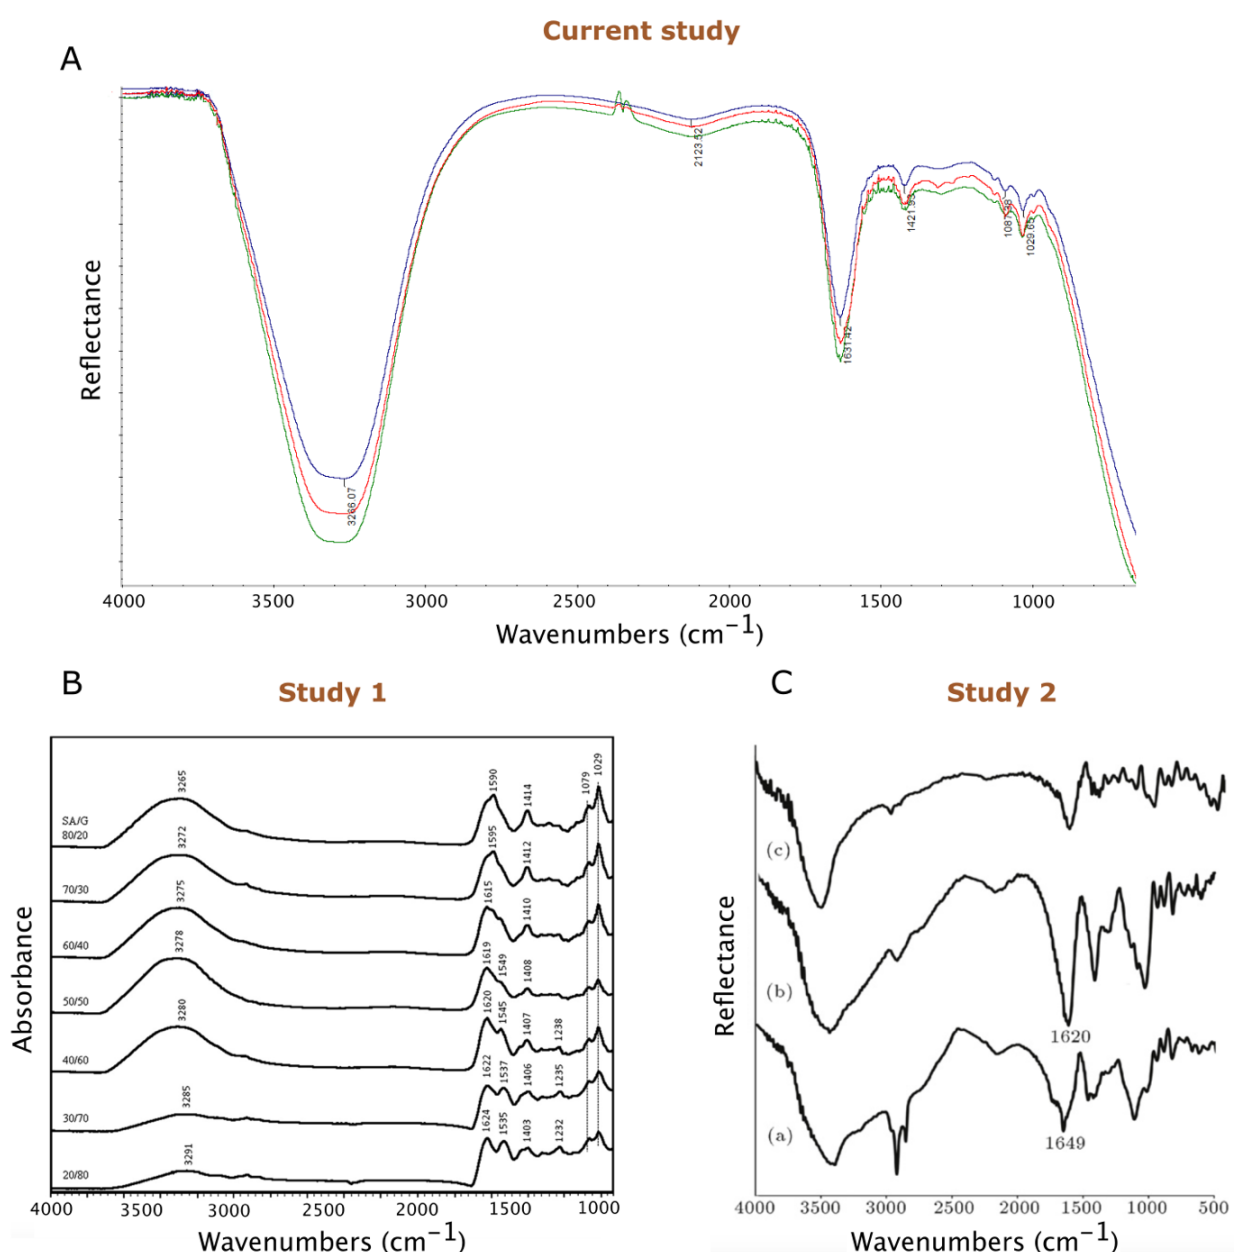 Current study
A
Reflectance
3266.07
2123.52
1631.42
1421.93
1087.38
1029.65
4000 3500 3000 2500 2000 1500 1000
Wavenumbers (cm⁻¹)
B
Study 1
Absorbance
SA/G
80/20
3265
1590
1414
1079
1029
70/30
3272
1595
1412
60/40
3275
1615
1410
50/50
3278
1619
1549
1408
40/60
3280
1620
1545
1407
1238
30/70
3285
1622
1537
1406
1235
20/80
3291
1624
1535
1403
1232
4000 3500 3000 2500 2000 1500 1000
Wavenumbers (cm⁻¹)
C
Study 2
Reflectance
(c)
(b)
1620
(a)
1649
4000 3500 3000 2500 2000 1500 1000 500
Wavenumbers (cm⁻¹)